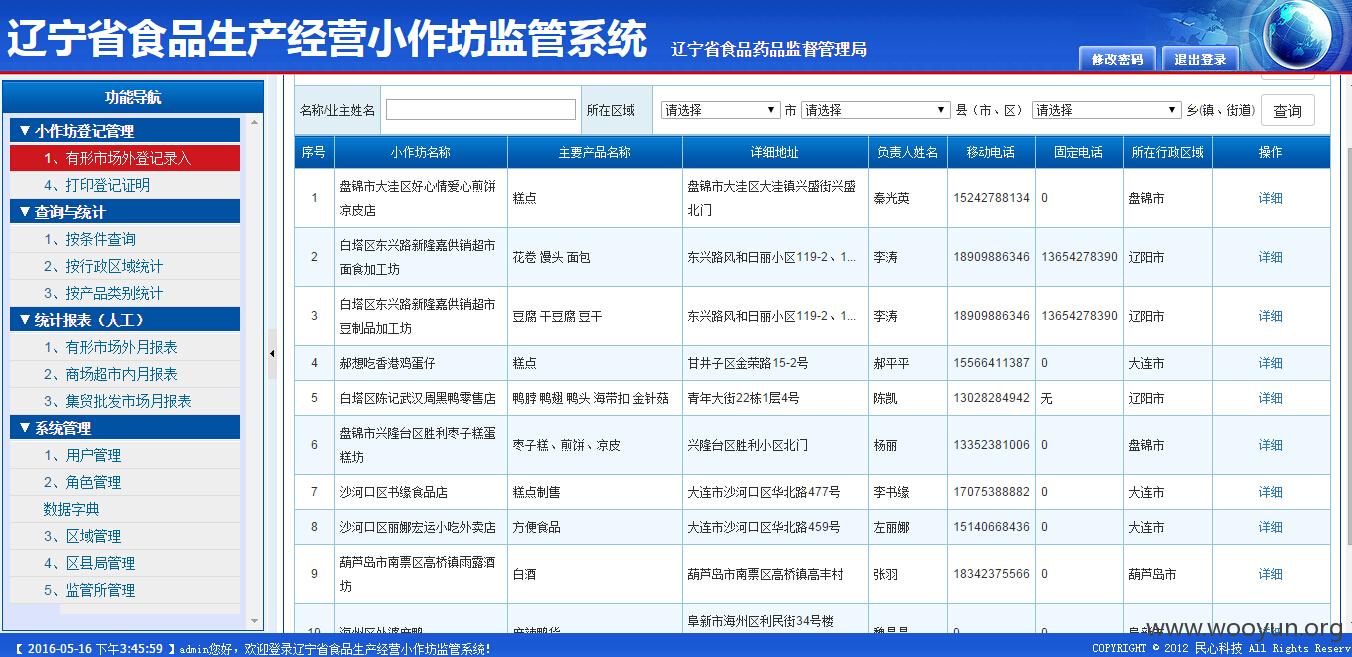 辽宁省食品生产经营小作坊监管系统
辽宁省食品药品监督管理局
修改密码 退出登录
功能导航
▼小作坊登记管理
1、有形市场外登记录入
4、打印登记证明
▼查询与统计
1、按条件查询
2、按行政区域统计
3、按产品类别统计
▼统计报表（人工）
1、有形市场外月报表
2、商场超市内月报表
3、集贸批发市场月报表
▼系统管理
1、用户管理
2、角色管理
数据字典
3、区域管理
4、区县局管理
5、监管所管理
名称/业主姓名 所在区域 请选择 市 请选择 县（市、区） 请选择 乡(镇、街道) 查询
序号 小作坊名称 主要产品名称 详细地址 负责人姓名 移动电话 固定电话 所在行政区域 操作
1 盘锦市大洼区好心情爱心煎饼凉皮店 糕点 盘锦市大洼区大洼镇兴盛街兴盛北门 秦光英 15242788134 0 盘锦市 详细
2 白塔区东兴路新隆嘉供销超市面食加工坊 花卷 馒头 面包 东兴路风和日丽小区119-2、1... 李涛 18909886346 13654278390 辽阳市 详细
3 白塔区东兴路新隆嘉供销超市豆制品加工坊 豆腐 干豆腐 豆干 东兴路风和日丽小区119-2、1... 李涛 18909886346 13654278390 辽阳市 详细
4 郝想吃香港鸡蛋仔 糕点 甘井子区金荣路15-2号 郝平平 15566411387 0 大连市 详细
5 白塔区陈记武汉周黑鸭零售店 鸭脖 鸭翅 鸭头 海带扣 金针菇 青年大街22栋1层4号 陈凯 13028284942 无 辽阳市 详细
6 盘锦市兴隆台区胜利枣子糕蛋糕坊 枣子糕、煎饼、凉皮 兴隆台区胜利小区北门 杨丽 13352381006 0 盘锦市 详细
7 沙河口区书缘食品店 糕点制售 大连市沙河口区华北路477号 李书缘 17075388882 0 大连市 详细
8 沙河口区丽娜宏运小吃外卖店 方便食品 大连市沙河口区华北路459号 左丽娜 15140668436 0 大连市 详细
9 葫芦岛市南票区高桥镇雨露酒坊 白酒 葫芦岛市南票区高桥镇高丰村 张羽 18342375566 0 葫芦岛市 详细
10 阜新市海州区利民街34号楼
www.wooyun.org
【 2016-05-16 下午3:45:59 】admin您好，欢迎登录辽宁省食品生产经营小作坊监管系统！
COPYRIGHT © 2012 民心科技 All Rights Reserv